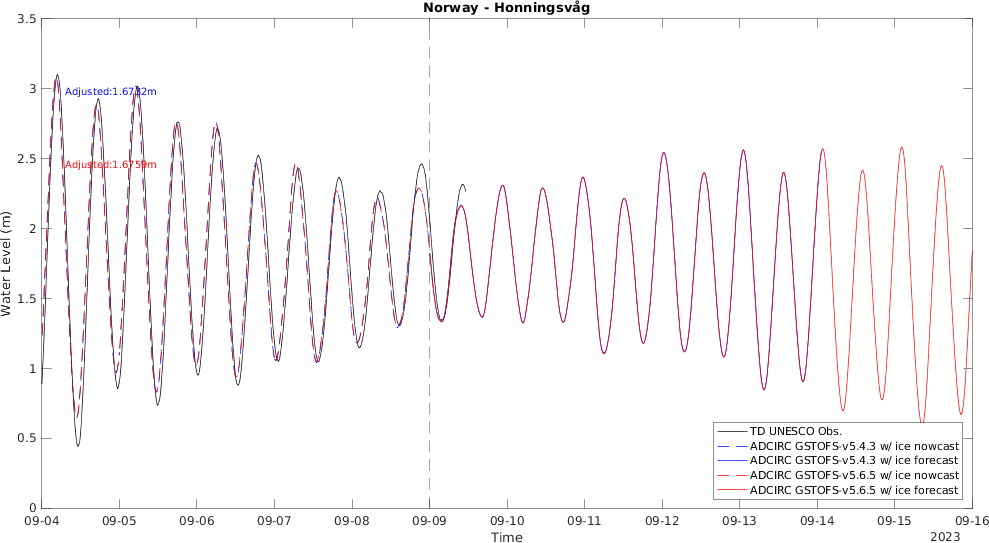 Norway - Honningsvåg
3.5
3
2.5
2
1.5
1
0.5
0
Water Level (m)
Adjusted:1.6732m
Adjusted:1.6759m
TD UNESCO Obs.
ADCIRC GSTOFS-v5.4.3 w/ ice nowcast
ADCIRC GSTOFS-v5.4.3 w/ ice forecast
ADCIRC GSTOFS-v5.6.5 w/ ice nowcast
ADCIRC GSTOFS-v5.6.5 w/ ice forecast
09-04 09-05 09-06 09-07 09-08 09-09 09-10 09-11 09-12 09-13 09-14 09-15 09-16
Time
2023